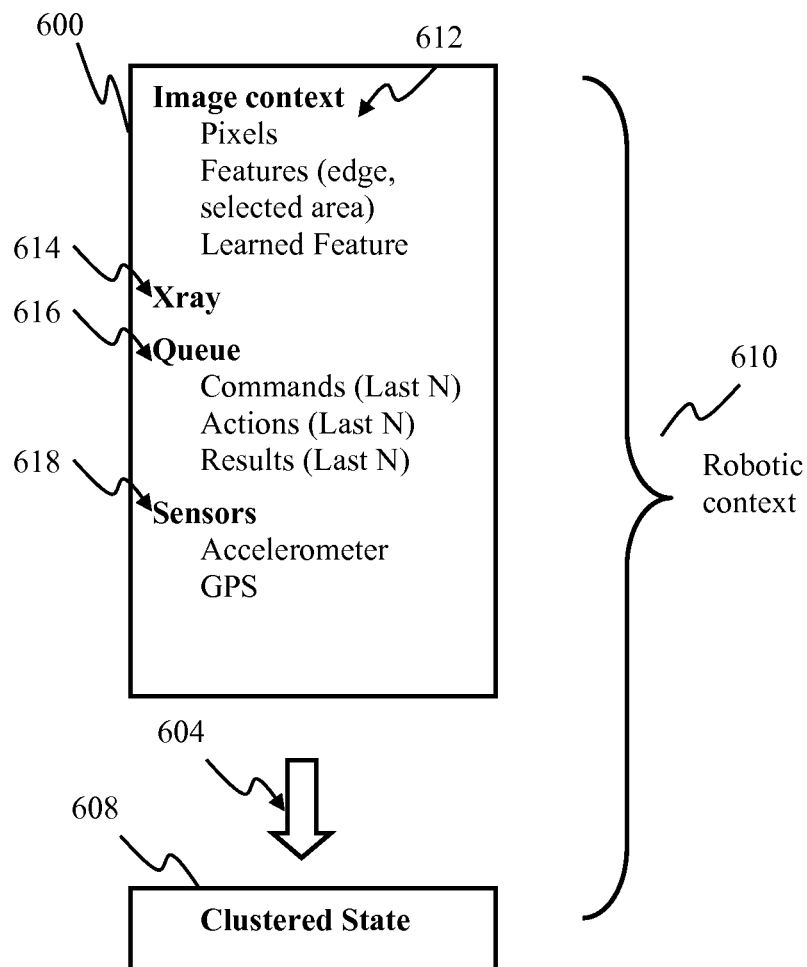 600
612
Image context
Pixels
Features (edge,
selected area)
Learned Feature
614
Xray
616
Queue
Commands (Last N)
Actions (Last N)
Results (Last N)
610
618
Robotic
context
Sensors
Accelerometer
GPS
604
608
Clustered State